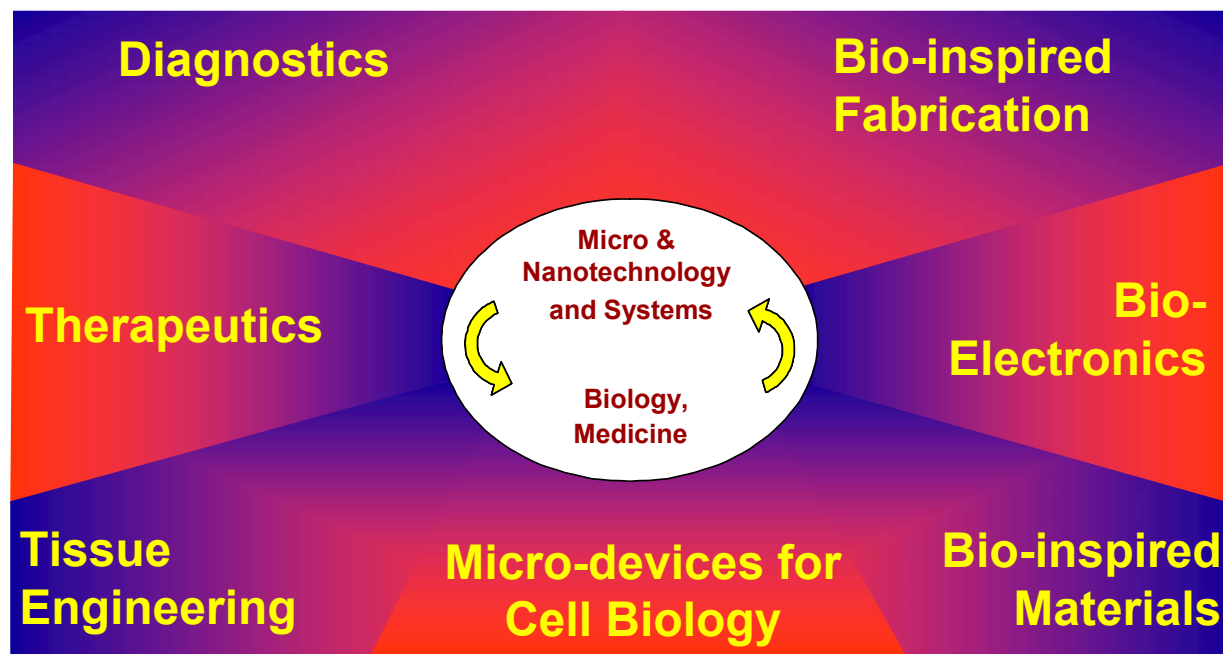 Diagnostics
Bio-inspired
Fabrication
Micro &
Nanotechnology
and Systems
Therapeutics
Bio-
Electronics
Biology,
Medicine
Tissue
Engineering
Micro-devices for
Cell Biology
Bio-inspired
Materials